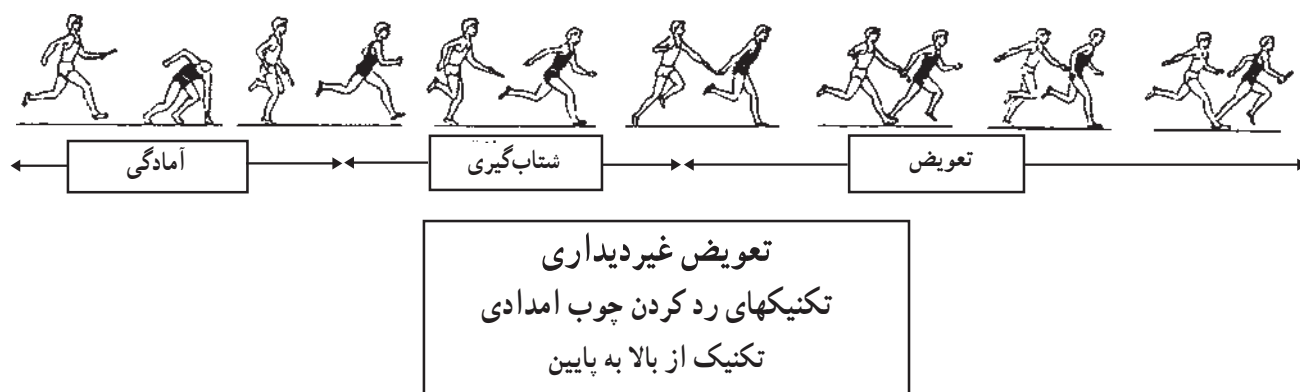 آمادگی
شتاب‌گیری
تعویض
تعویض غیردیداری
تکنیکهای رد کردن چوب امدادی
تکنیک از بالا به پایین